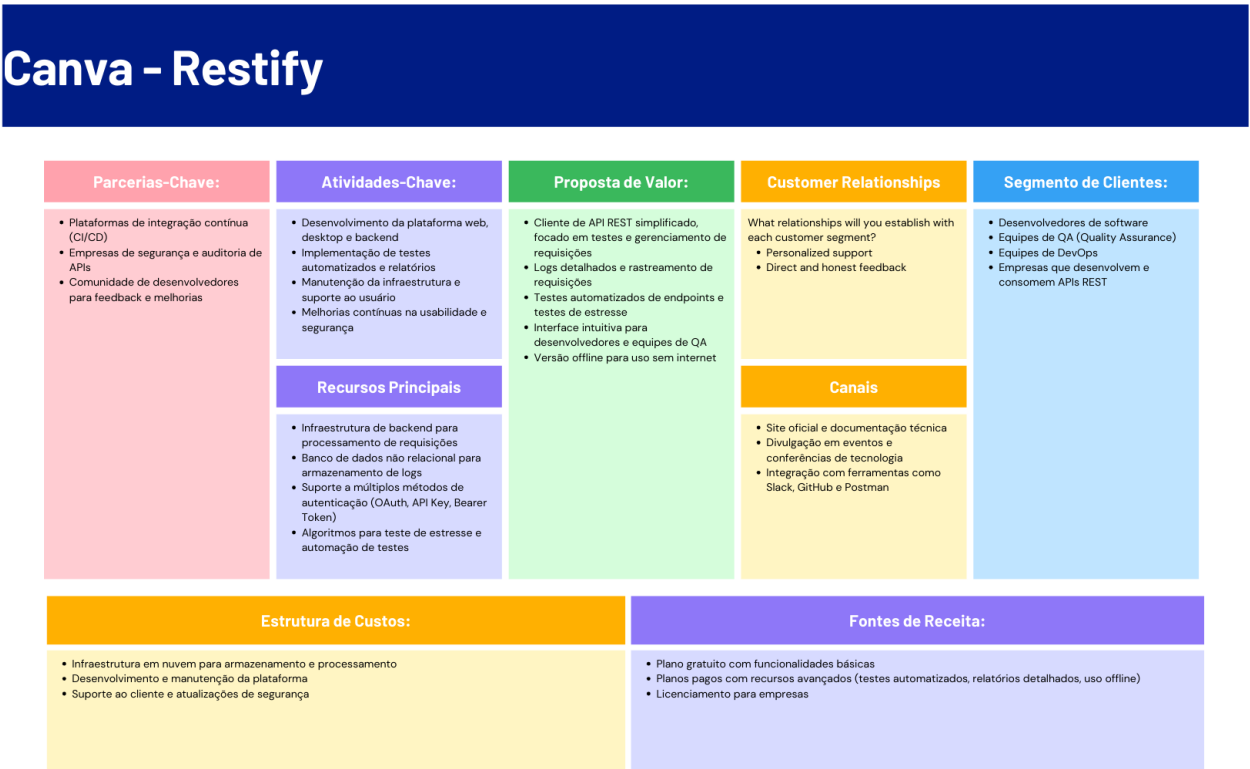 Canva - Restify
Parcerias-Chave:
• Plataformas de integração contínua
(CI/CD)
• Empresas de segurança e auditoria de
APIs
• Comunidade de desenvolvedores
para feedback e melhorias
Atividades-Chave:
• Desenvolvimento da plataforma web,
desktop e backend
• Implementação de testes
automatizados e relatórios
• Manutenção da infraestrutura e
suporte ao usuário
• Melhorias contínuas na usabilidade e
segurança
Recursos Principais
• Infraestrutura de backend para
processamento de requisições
• Banco de dados não relacional para
armazenamento de logs
• Suporte a múltiplos métodos de
autenticação (OAuth, API Key, Bearer
Token)
• Algoritmos para teste de estresse e
automação de testes
Proposta de Valor:
• Cliente de API REST simplificado,
focado em testes e gerenciamento de
requisições
• Logs detalhados e rastreamento de
requisições
• Testes automatizados de endpoints e
testes de estresse
• Interface intuitiva para
desenvolvedores e equipes de QA
• Versão offline para uso sem internet
Customer Relationships
What relationships will you establish with
each customer segment?
• Personalized support
• Direct and honest feedback
Canais
• Site oficial e documentação técnica
• Divulgação em eventos e
conferências de tecnologia
• Integração com ferramentas como
Slack, GitHub e Postman
Segmento de Clientes:
• Desenvolvedores de software
• Equipes de QA (Quality Assurance)
• Equipes de DevOps
• Empresas que desenvolvem e
consomem APIs REST
Estrutura de Custos:
• Infraestrutura em nuvem para armazenamento e processamento
• Desenvolvimento e manutenção da plataforma
• Suporte ao cliente e atualizações de segurança
Fontes de Receita:
• Plano gratuito com funcionalidades básicas
• Planos pagos com recursos avançados (testes automatizados, relatórios detalhados, uso offline)
• Licenciamento para empresas